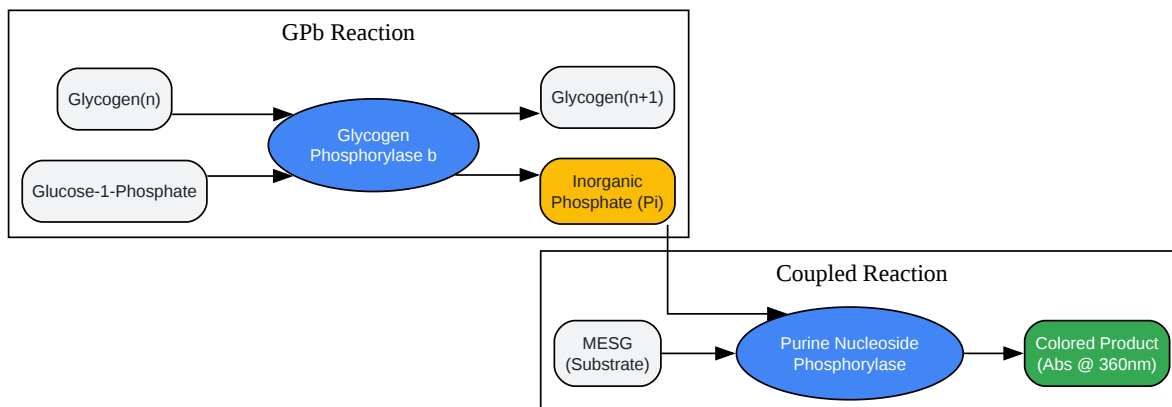 GPb Reaction
Glycogen(n)
Glycogen(n+1)
Glycogen
Phosphorylase b
Glucose-1-Phosphate
Inorganic
Phosphate (Pi)
Coupled Reaction
MESG
(Substrate)
Purine Nucleoside
Phosphorylase
Colored Product
(Abs @ 360nm)